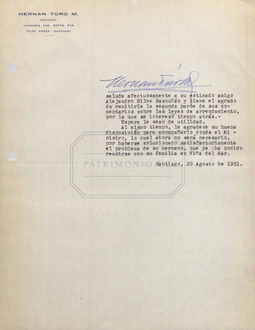 HERNAN TORO M.
ABOGADO
Hernán Toro M.
saluda afectuosamente a su estimado amigo
Alejandro Silva Bascuñán y tiene el agrado
de remitirle la segunda parte de sus co-
mentarios sobre las leyes de arrendamiento,
por la que se interesó tiempo atrás.
Espera le sean de utilidad.
Al mismo tiempo, le agradece su buena
disposición para acompañarlo donde el Mi-
nistro, lo cual ahora no será necesario,
por haberse solucionado satisfactoriamente
el problema de su hermano, que ya ha podido
reunirse con su familia en Viña del Mar.
Santiago, 29 Agosto de 1951.
PATRIMONIO